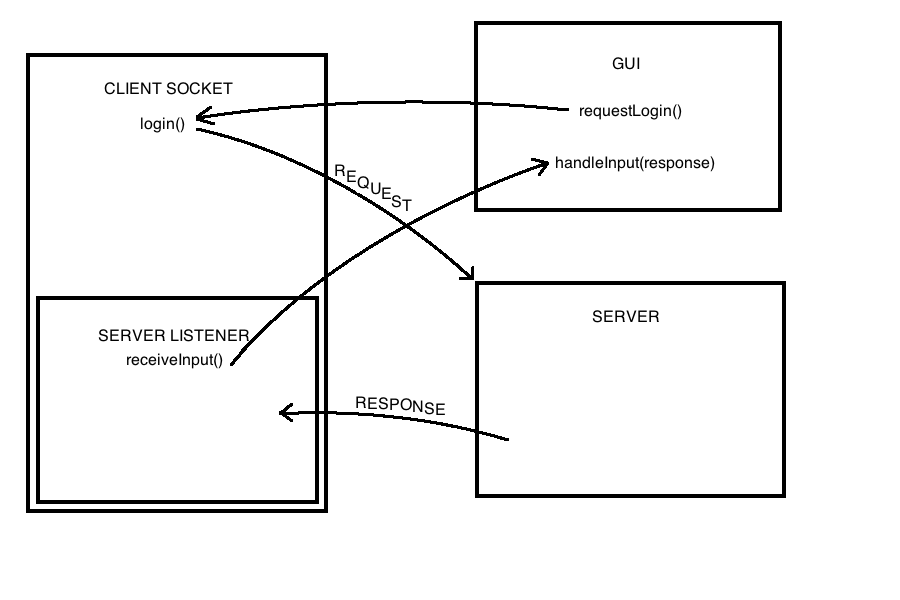 CLIENT SOCKET
login()
GUI
requestLogin()
handleInput(response)
REQUEST
SERVER LISTENER
receiveInput()
SERVER
RESPONSE